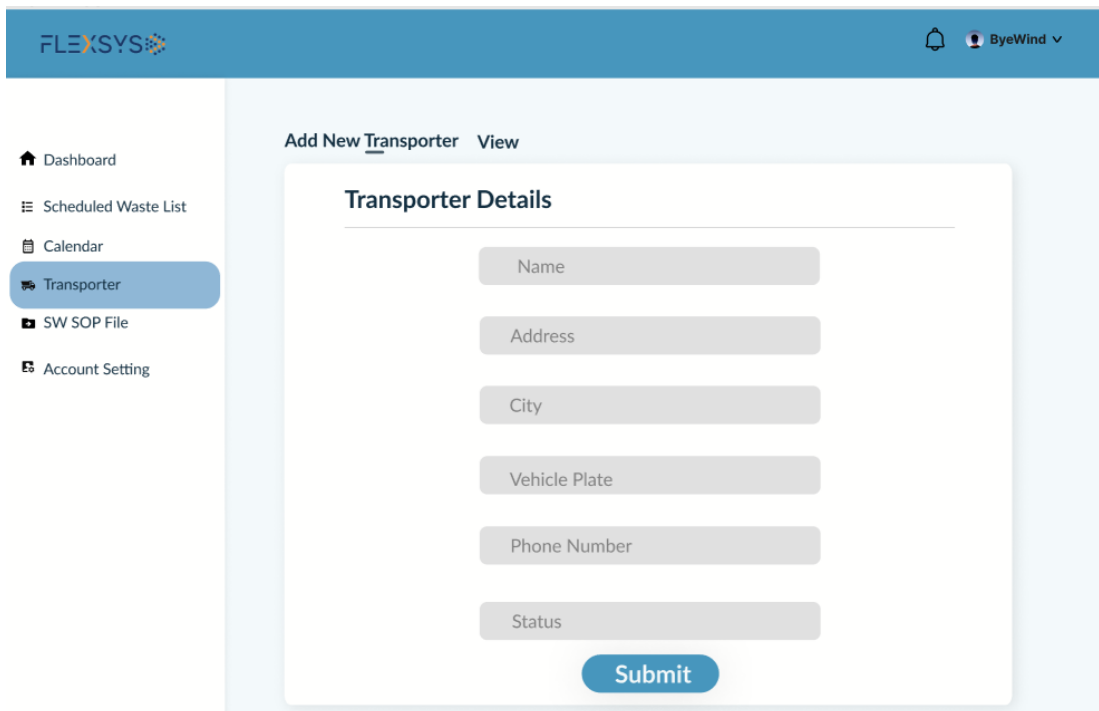 FLEXSYS
ByeWind
Dashboard
Scheduled Waste List
Calendar
Transporter
SW SOP File
Account Setting
Add New Transporter View
Transporter Details
Name
Address
City
Vehicle Plate
Phone Number
Status
Submit